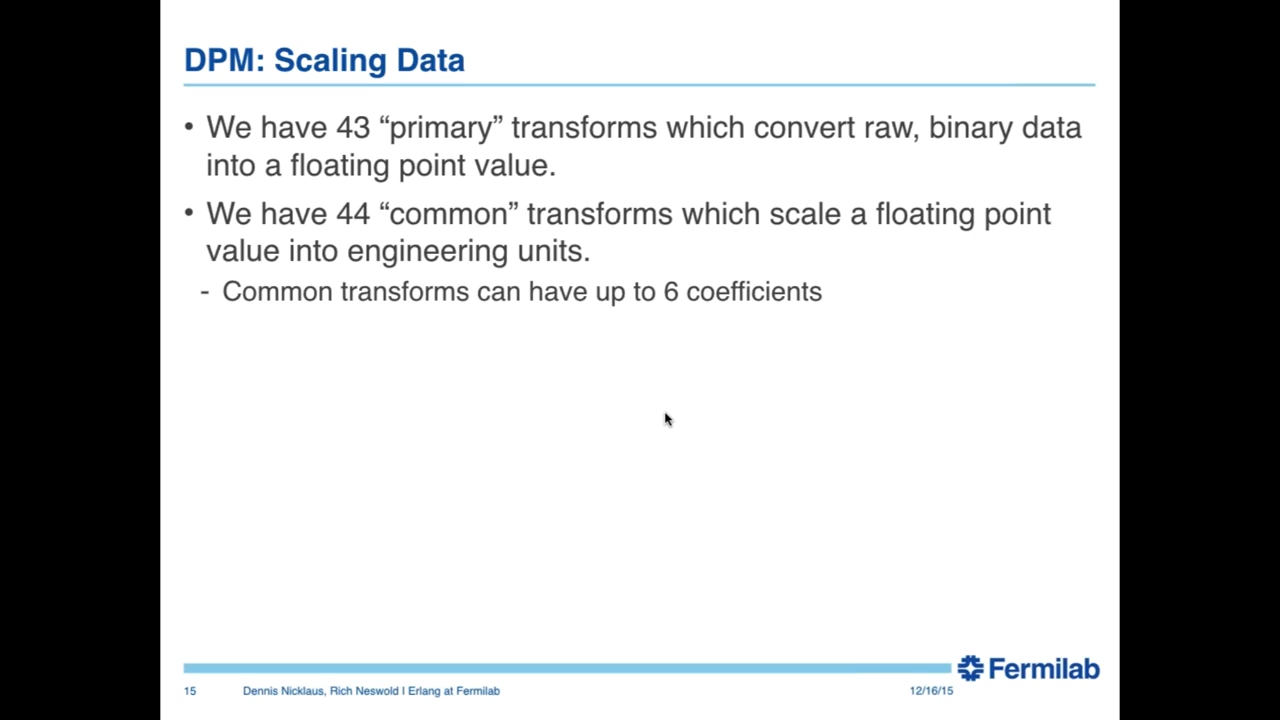 DPM: Scaling Data
• We have 43 “primary” transforms which convert raw, binary data
into a floating point value.
• We have 44 “common” transforms which scale a floating point
value into engineering units.
- Common transforms can have up to 6 coefficients
Fermilab
15 Dennis Nicklaus, Rich Neswold I Erlang at Fermilab 12/16/15